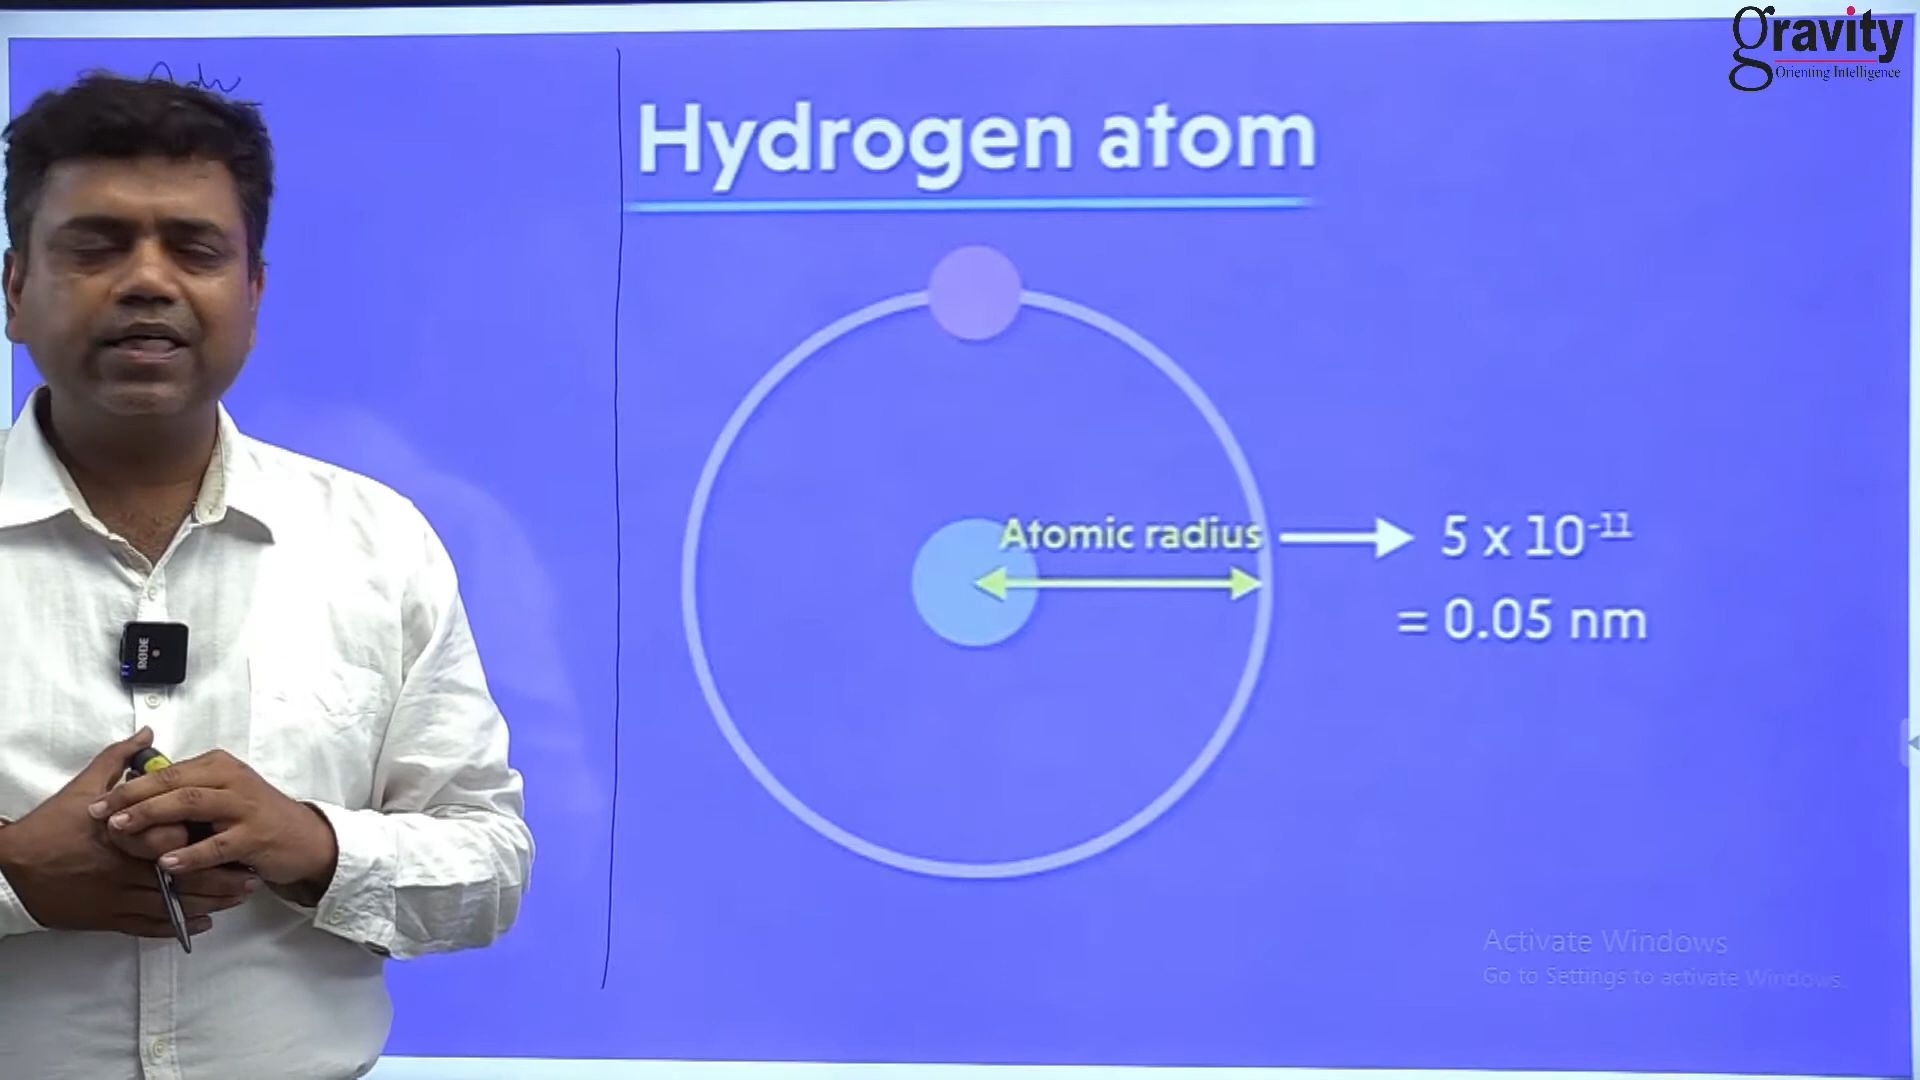 gravity
Orienting Intelligence
Adv
Hydrogen atom
Atomic radius
5 x 10⁻¹¹
= 0.05 nm
RODE
Activate Windows
Go to Settings to activate Windows.